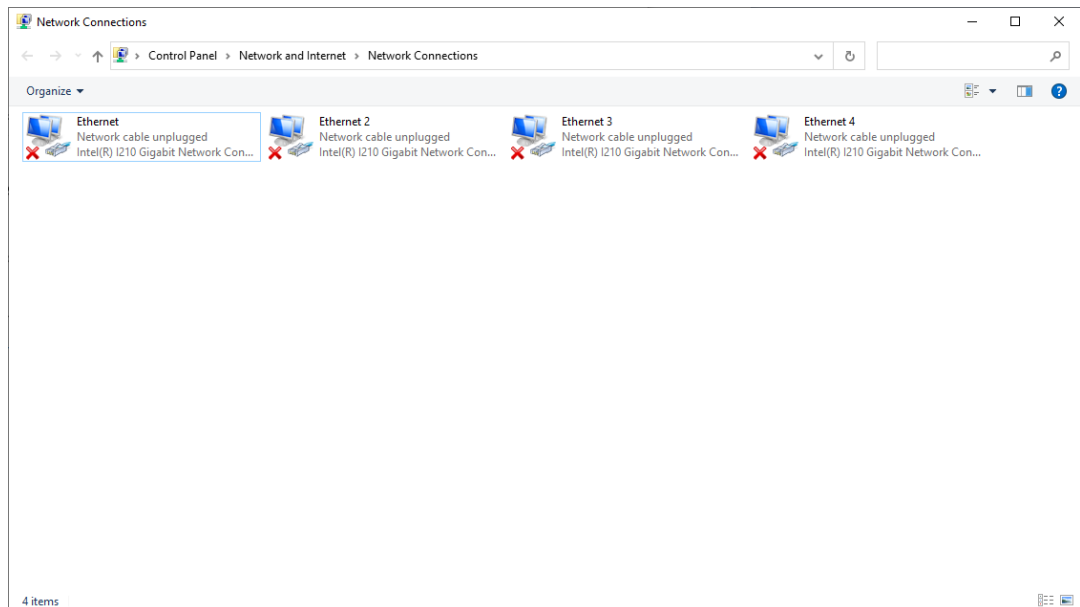 Network Connections
Control Panel > Network and Internet > Network Connections
Organize
Ethernet
Network cable unplugged
Intel(R) I210 Gigabit Network Con...
Ethernet 2
Network cable unplugged
Intel(R) I210 Gigabit Network Con...
Ethernet 3
Network cable unplugged
Intel(R) I210 Gigabit Network Con...
Ethernet 4
Network cable unplugged
Intel(R) I210 Gigabit Network Con...
4 items